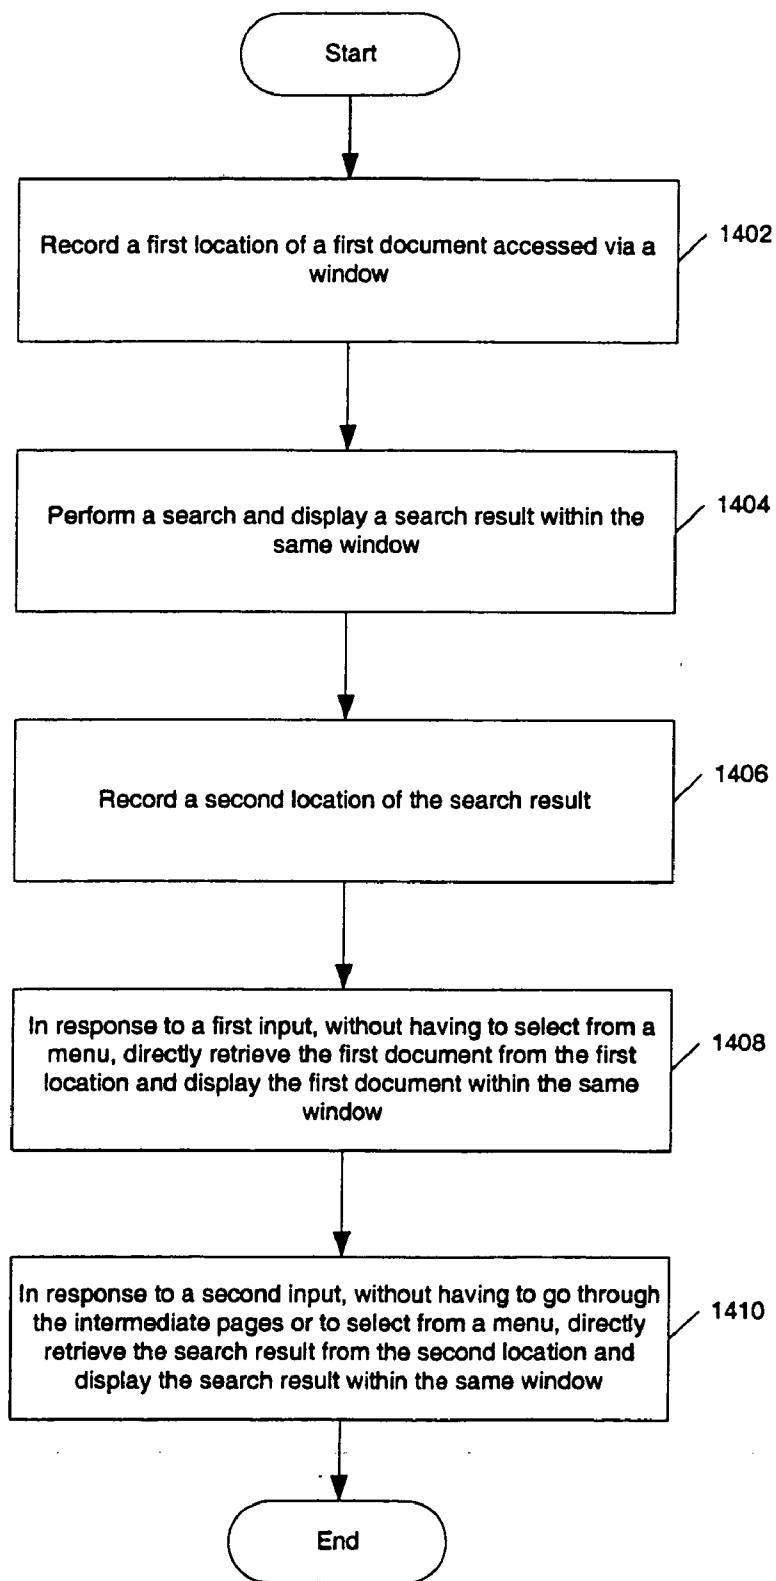 Start
Record a first location of a first document accessed via a
window
1402
Perform a search and display a search result within the
same window
1404
Record a second location of the search result
1406
In response to a first input, without having to select from a
menu, directly retrieve the first document from the first
location and display the first document within the same
window
1408
In response to a second input, without having to go through
the intermediate pages or to select from a menu, directly
retrieve the search result from the second location and
display the search result within the same window
1410
End